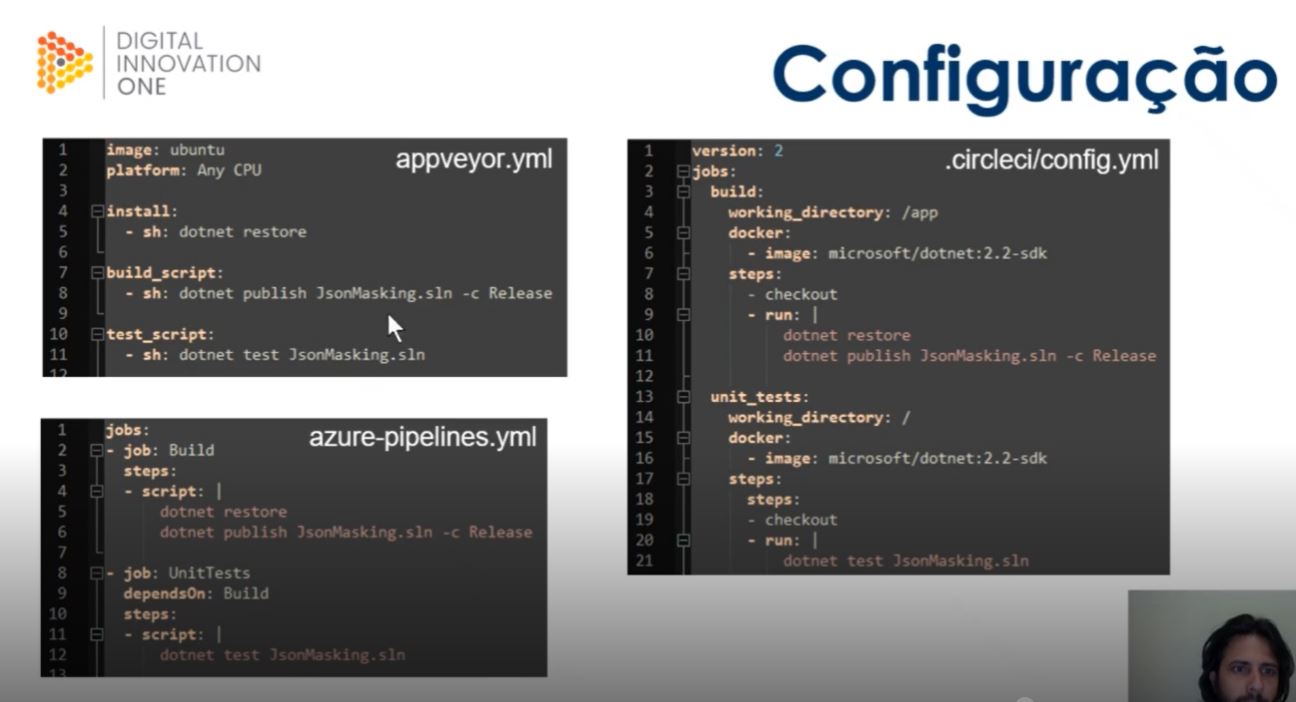 DIGITAL
INNOVATION
ONE
Configuração
appveyor.yml
1 image: ubuntu
2 platform: Any CPU
3
4 install:
5 - sh: dotnet restore
6
7 build_script:
8 - sh: dotnet publish JsonMasking.sln -c Release
9
10 test_script:
11 - sh: dotnet test JsonMasking.sln
12
azure-pipelines.yml
1 jobs:
2 - job: Build
3 steps:
4 - script: |
5 dotnet restore
6 dotnet publish JsonMasking.sln -c Release
7
8 - job: UnitTests
9 dependsOn: Build
10 steps:
11 - script: |
12 dotnet test JsonMasking.sln
13
.circleci/config.yml
1 version: 2
2 jobs:
3 build:
4 working_directory: /app
5 docker:
6 - image: microsoft/dotnet:2.2-sdk
7 steps:
8 - checkout
9 - run: |
10 dotnet restore
11 dotnet publish JsonMasking.sln -c Release
12
13 unit_tests:
14 working_directory: /
15 docker:
16 - image: microsoft/dotnet:2.2-sdk
17 steps:
18 steps:
19 - checkout
20 - run: |
21 dotnet test JsonMasking.sln